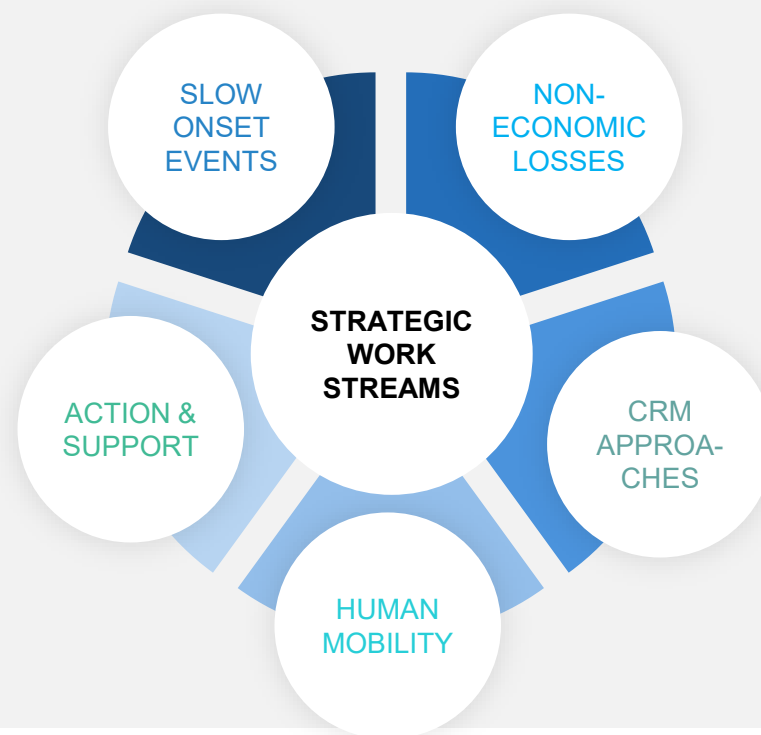 SLOW
ONSET
EVENTS
NON-
ECONOMIC
LOSSES
STRATEGIC
WORK
STREAMS
ACTION &
SUPPORT
CRM
APPROA-
CHES
HUMAN
MOBILITY